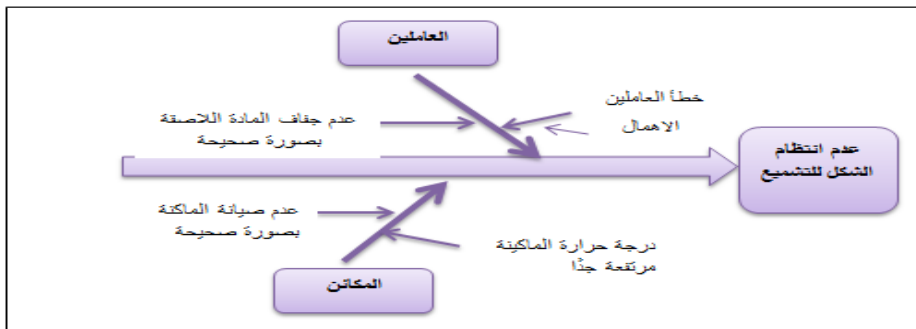 العاملين
خطأ العاملين
الاهمال
عدم جفاف المادة اللاصقة
بصورة صحيحة
عدم انتظام
الشكل للتشميع
عدم صيانة الماكنة
بصورة صحيحة
درجة حرارة الماكينة
مرتفعة جدًا
المكائن